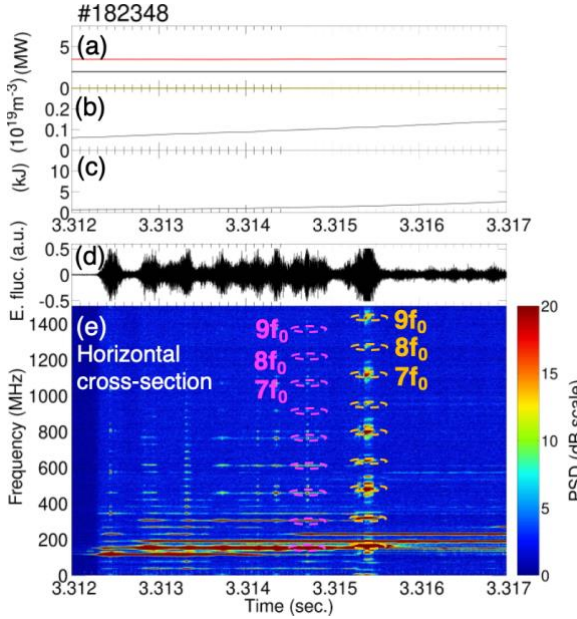 #182348
(a)
(MW)
5
0
(b)
(10^19m^-3)
0.2
0.1
0
(c)
(kJ)
10
5
0
3.312 3.313 3.314 3.315 3.316 3.317
(d)
E. fluc. (a.u.)
0.5
0.0
-0.5
(e)
Horizontal
cross-section
9f₀
8f₀
7f₀
9f₀
8f₀
7f₀
Frequency (MHz)
1400
1200
1000
800
600
400
200
0
3.312 3.313 3.314 3.315 3.316 3.317
Time (sec.)
20
15
10
5
0
PSD (dB scale)